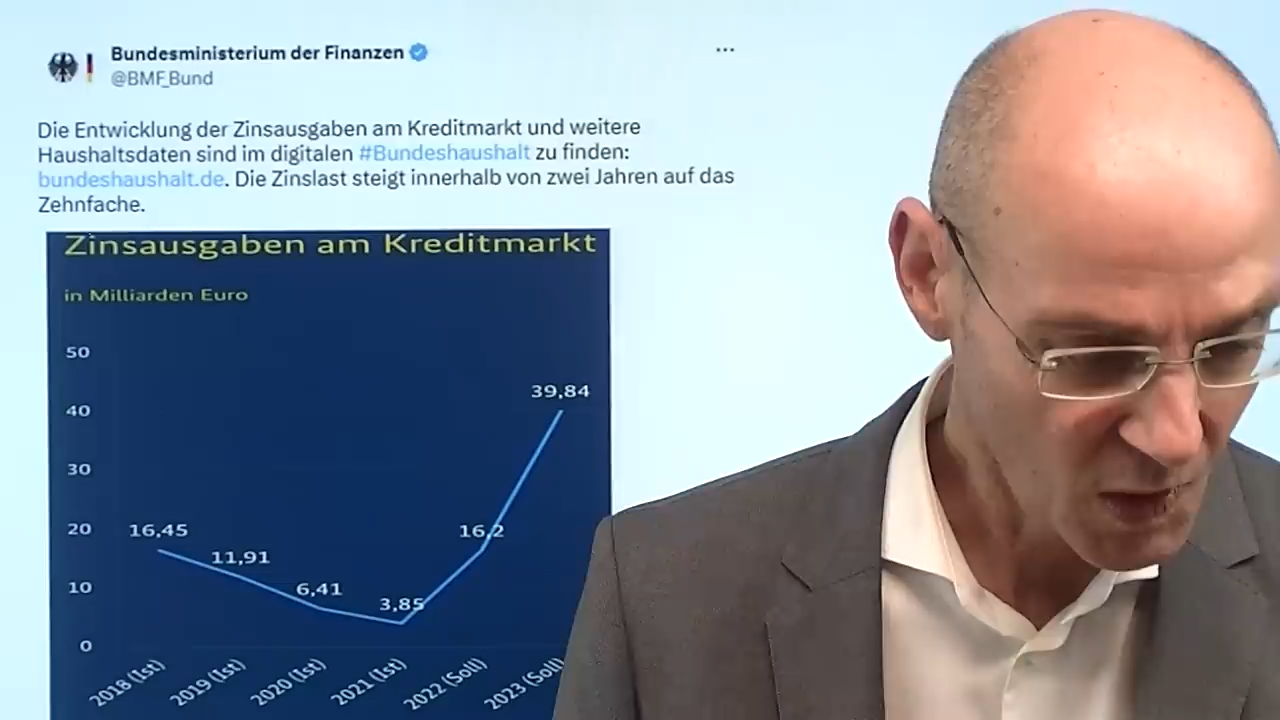 Bundesministerium der Finanzen
@BMF_Bund
Die Entwicklung der Zinsausgaben am Kreditmarkt und weitere
Haushaltsdaten sind im digitalen #Bundeshaushalt zu finden:
bundeshaushalt.de. Die Zinslast steigt innerhalb von zwei Jahren auf das
Zehnfache.
Zinsausgaben am Kreditmarkt
in Milliarden Euro
50
39,84
40
30
20
16,45
16,2
11,91
10
6,41
3,85
0
2018 (Ist)
2019 (Ist)
2020 (Ist)
2021 (Ist)
2022 (Soll)
2023 (Soll)